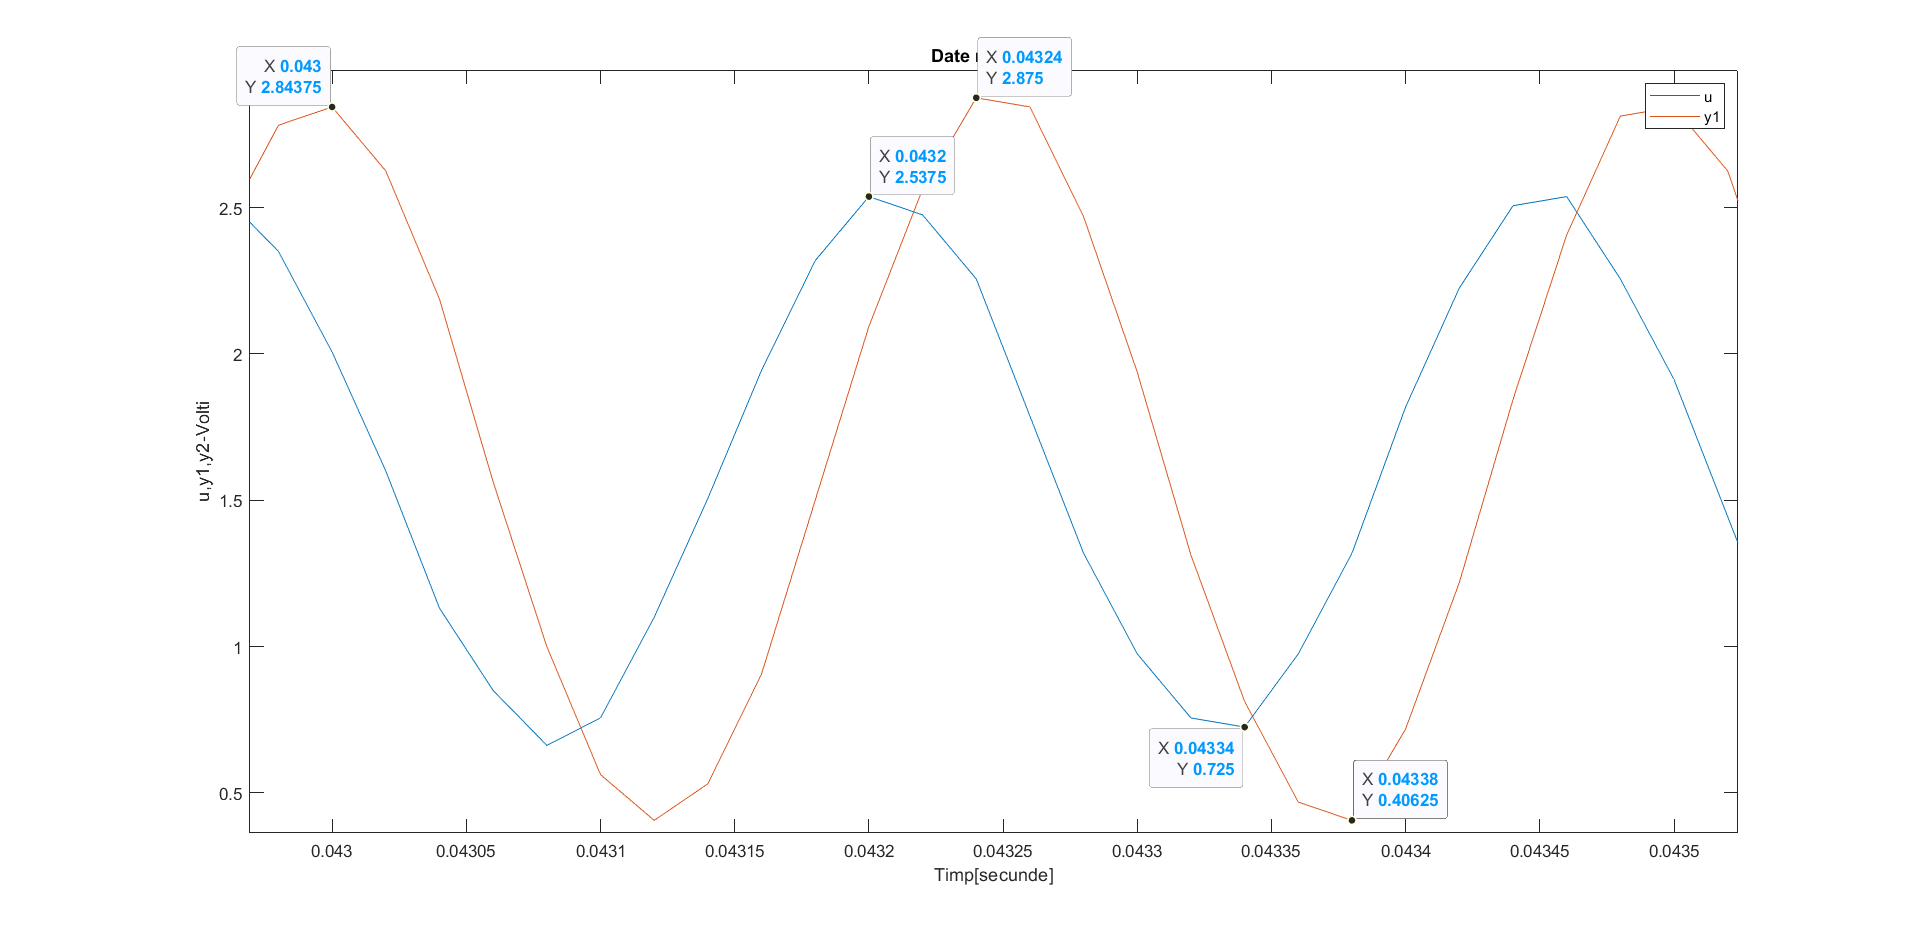 Date
X 0.043
Y 2.84375
X 0.04324
Y 2.875
u
y1
X 0.0432
Y 2.5375
2.5
2
1.5
1
0.5
u,y1,y2-Volti
X 0.04334
Y 0.725
X 0.04338
Y 0.40625
0.043
0.04305
0.0431
0.04315
0.0432
0.04325
0.0433
0.04335
0.0434
0.04345
0.0435
Timp[secunde]